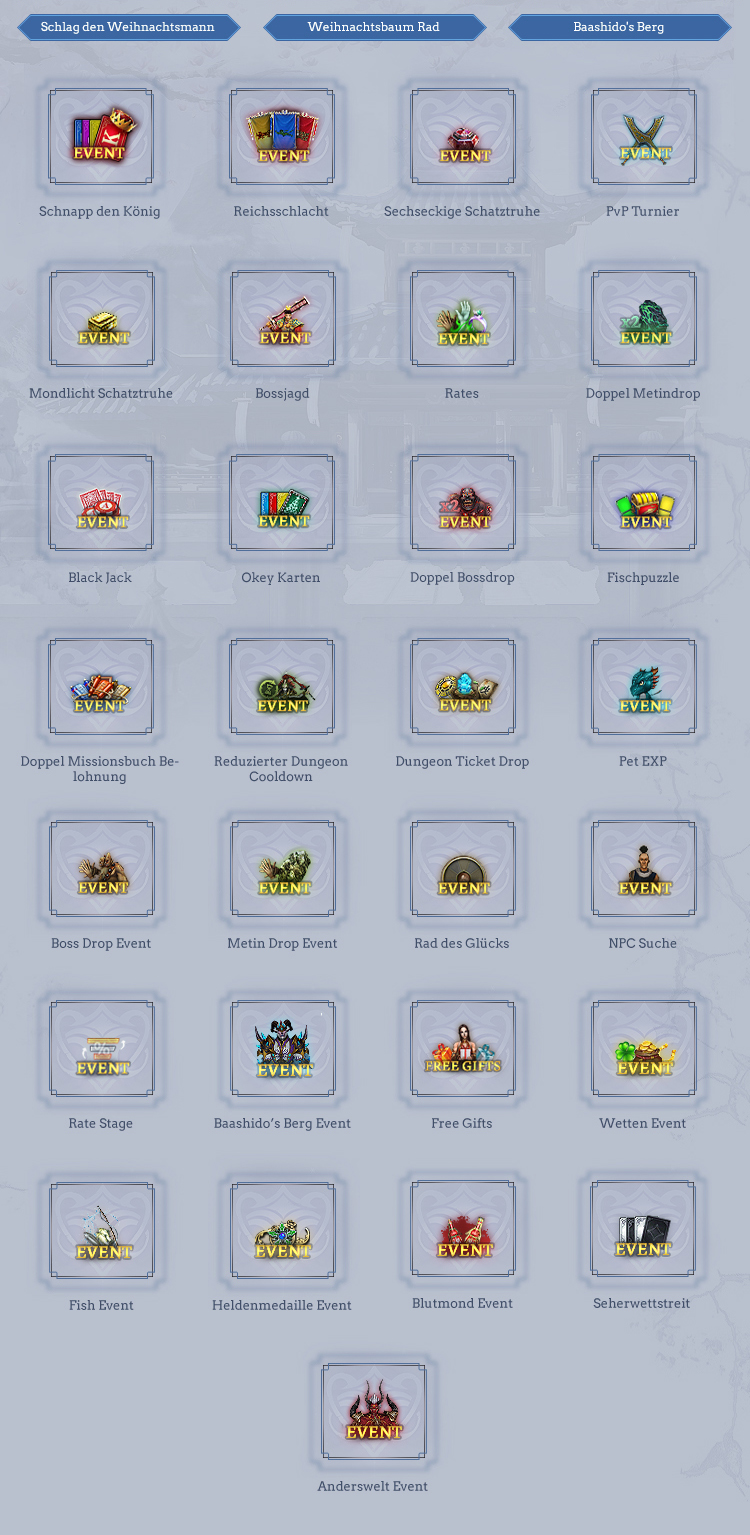 Schlag den Weihnachtsmann
Weihnachtsbaum Rad
Baashido's Berg
K
EVENT
EVENT
EVENT
EVENT
Schnapp den König
Reichsschlacht
Sechseckige Schatztruhe
PvP Turnier
EVENT
EVENT
EVENT
x2
EVENT
Mondlicht Schatztruhe
Bossjagd
Rates
Doppel Metindrop
EVENT
EVENT
x2
EVENT
EVENT
Black Jack
Okey Karten
Doppel Bossdrop
Fischpuzzle
EVENT
EVENT
EVENT
EVENT
Doppel Missionsbuch Be-
lohnung
Reduzierter Dungeon
Cooldown
Dungeon Ticket Drop
Pet EXP
EVENT
EVENT
EVENT
EVENT
Boss Drop Event
Metin Drop Event
Rad des Glücks
NPC Suche
EVENT
EVENT
FREE GIFTS
EVENT
Rate Stage
Baashido’s Berg Event
Free Gifts
Wetten Event
EVENT
EVENT
EVENT
EVENT
Fish Event
Heldenmedaille Event
Blutmond Event
Seherwettstreit
EVENT
Anderswelt Event